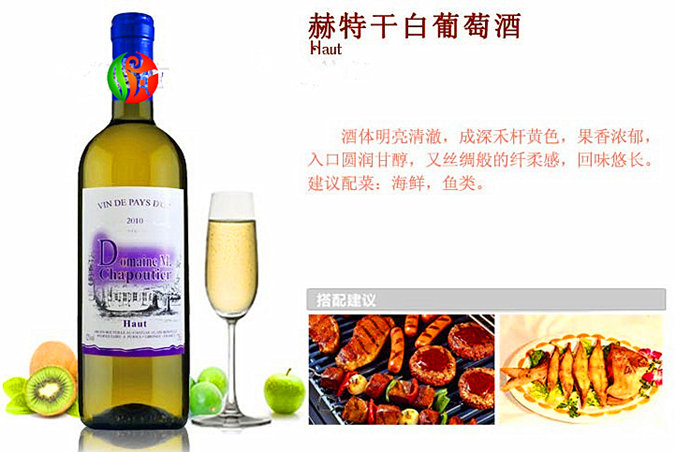 赫特干白葡萄酒
Haut
酒体明亮清澈，成深禾杆黄色，果香浓郁，
入口圆润甘醇，又丝绸般的纤柔感，回味悠长。
建议配菜：海鲜，鱼类。
搭配建议
VIN DE PAYS D'OC
2010
Domaine M.
Chapoutier
Haut